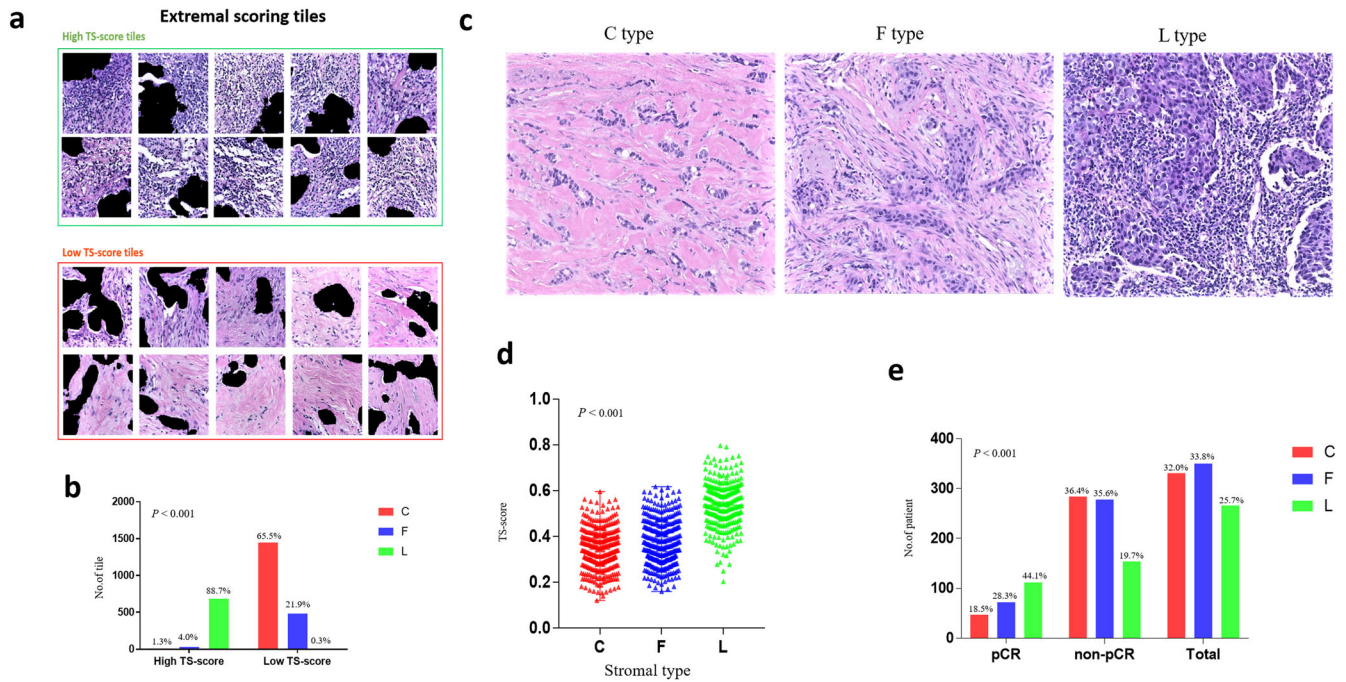 a
Extremal scoring tiles
High TS-score tiles
Low TS-score tiles
b
P < 0.001
No.of tile
2000
1500
1000
500
0
1.3%
4.0%
88.7%
65.5%
21.9%
0.3%
High TS-score
Low TS-score
C
F
L
c
C type
F type
L type
d
P < 0.001
TS-score
1.0
0.8
0.6
0.4
0.2
0.0
C
F
L
Stromal type
e
P < 0.001
No.of patient
400
300
200
100
0
18.5%
28.3%
44.1%
36.4%
35.6%
19.7%
32.0%
33.8%
25.7%
pCR
non-pCR
Total
C
F
L